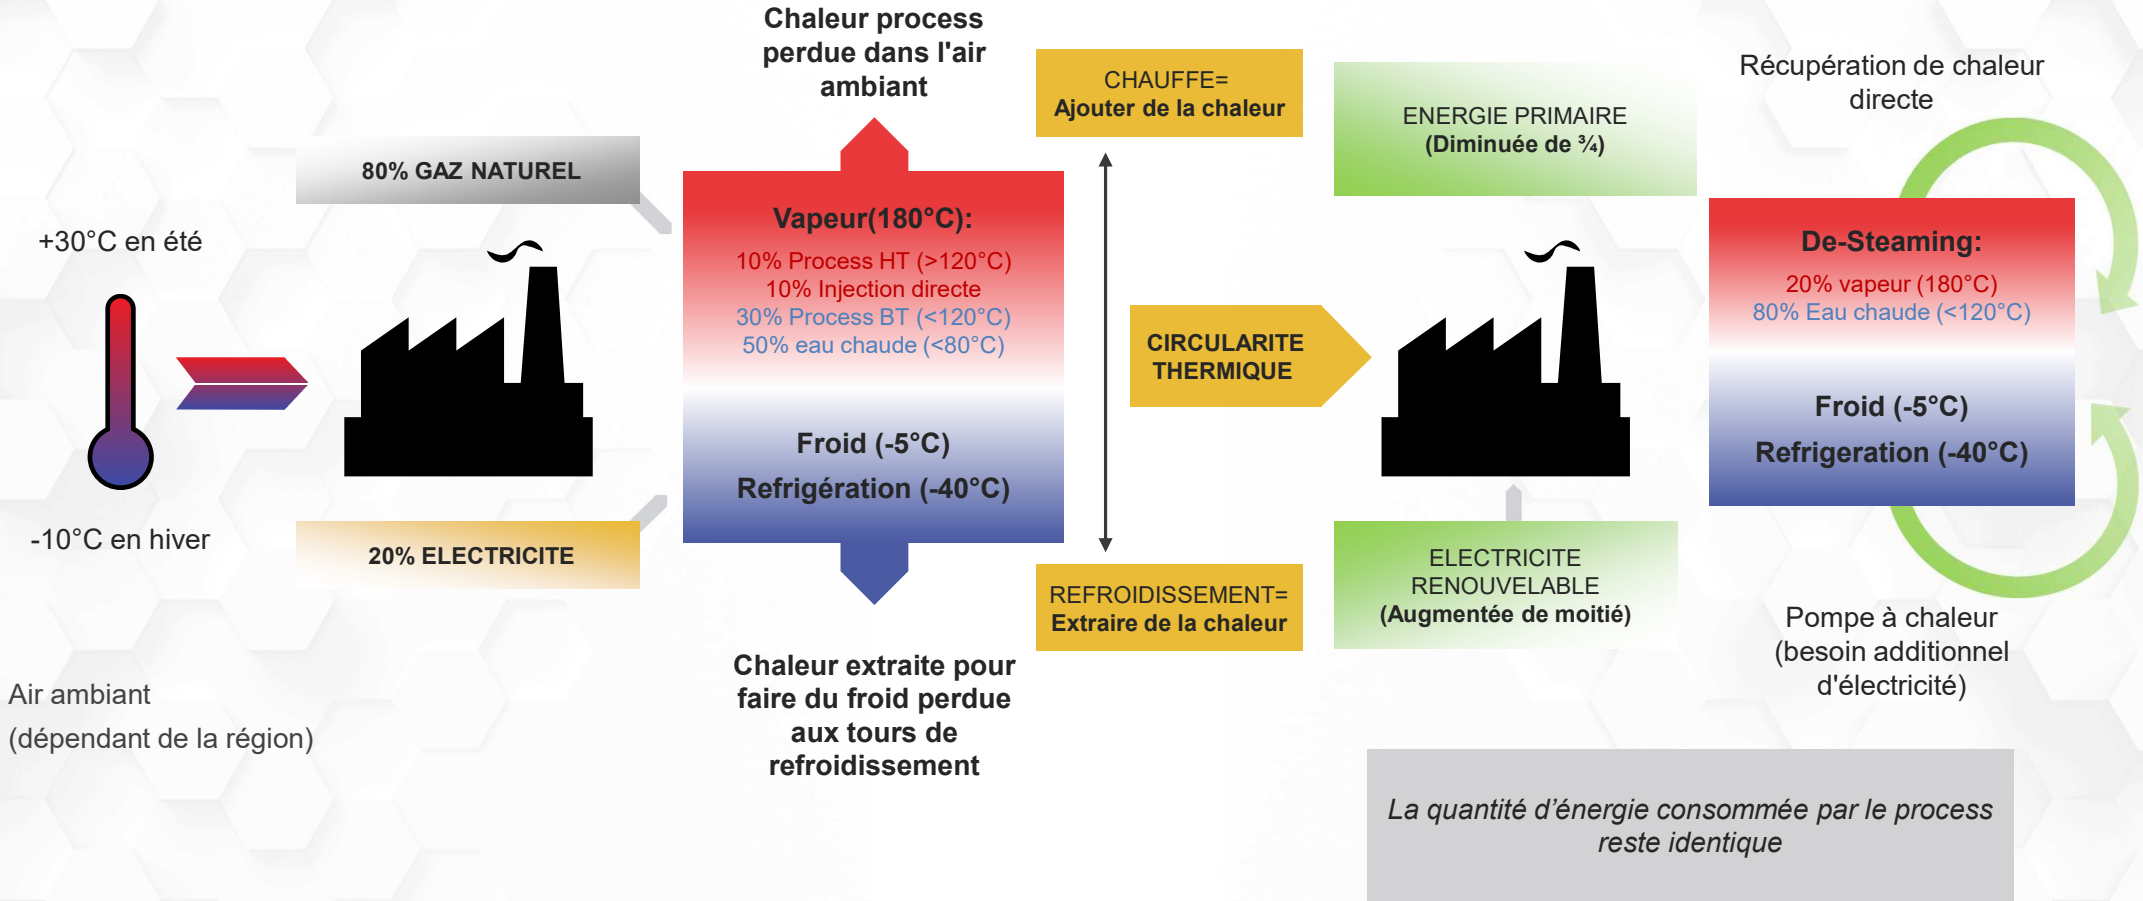 Chaleur process
perdue dans l'air
ambiant
80% GAZ NATUREL
+30°C en été
-10°C en hiver
20% ELECTRICITE
Air ambiant
(dépendant de la région)
Vapeur(180°C):
10% Process HT (>120°C)
10% Injection directe
30% Process BT (<120°C)
50% eau chaude (<80°C)
Froid (-5°C)
Refrigération (-40°C)
Chaleur extraite pour
faire du froid perdue
aux tours de
refroidissement
CHAUFFE=
Ajouter de la chaleur
CIRCULARITE
THERMIQUE
REFROIDISSEMENT=
Extraire de la chaleur
ENERGIE PRIMAIRE
(Diminuée de ¾)
ELECTRICITE
RENOUVELABLE
(Augmentée de moitié)
Récupération de chaleur
directe
De-Steaming:
20% vapeur (180°C)
80% Eau chaude (<120°C)
Froid (-5°C)
Refrigeration (-40°C)
Pompe à chaleur
(besoin additionnel
d'électricité)
La quantité d’énergie consommée par le process
reste identique